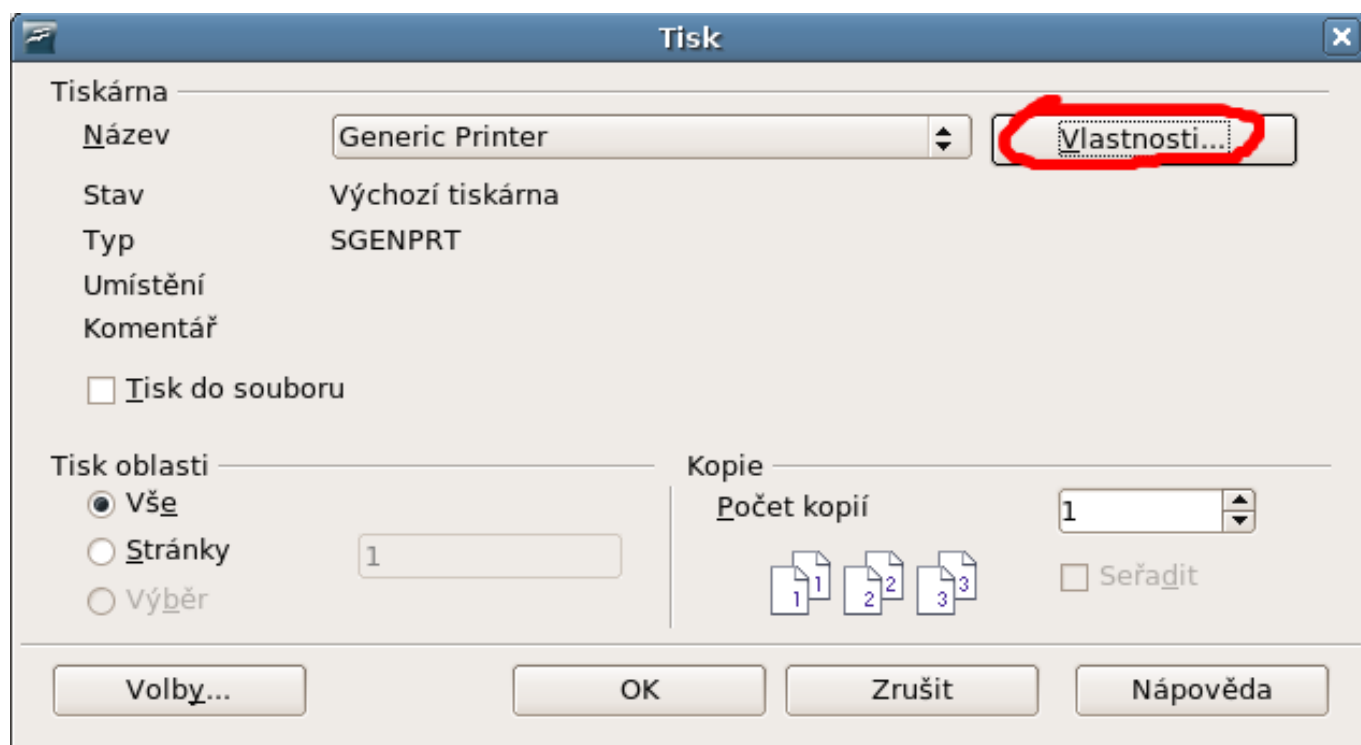 Tisk
Tiskárna
Název Generic Printer Vlastnosti...
Stav Výchozí tiskárna
Typ SGENPRT
Umístění
Komentář
Tisk do souboru
Tisk oblasti
Vše
Stránky 1
Výběr
Kopie
Počet kopií 1
1 1 2 2 3 3
Seřadit
Volby... OK Zrušit Nápověda